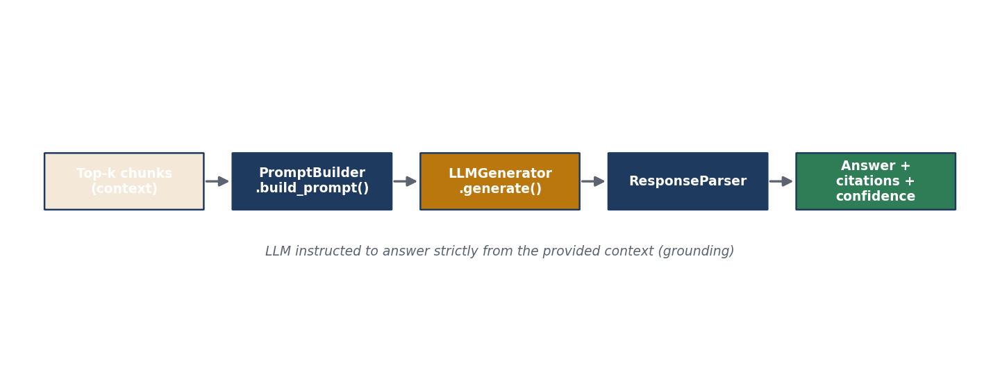 Top-k chunks
(context)
PromptBuilder
.build_prompt()
LLMGenerator
.generate()
ResponseParser
Answer +
citations +
confidence
LLM instructed to answer strictly from the provided context (grounding)